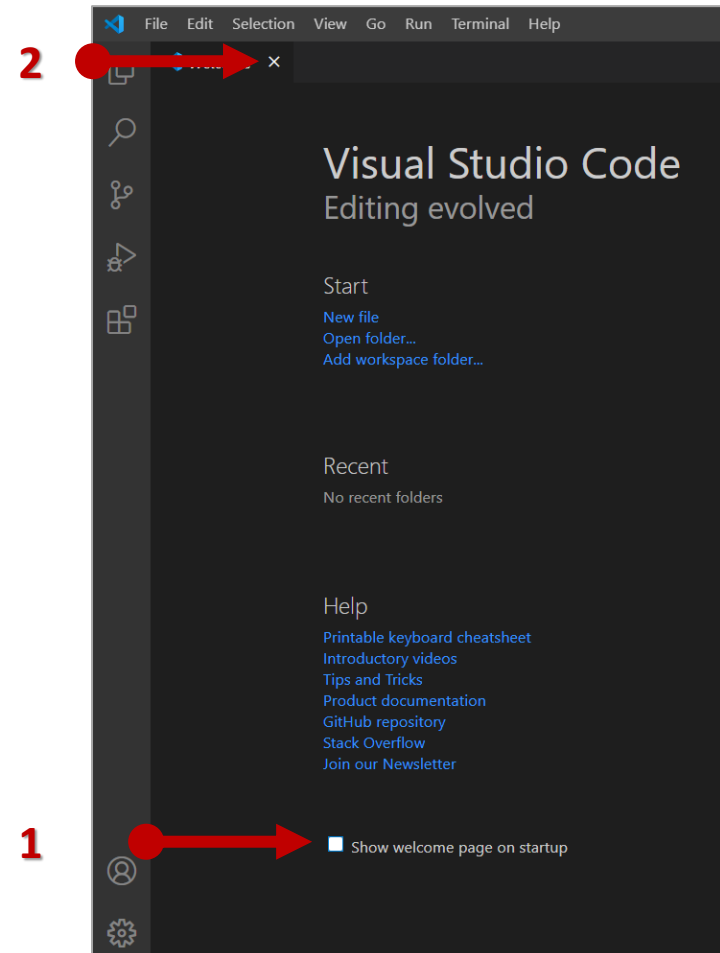 File Edit Selection View Go Run Terminal Help
2
Visual Studio Code
Editing evolved
Start
New file
Open folder...
Add workspace folder...
Recent
No recent folders
Help
Printable keyboard cheatsheet
Introductory videos
Tips and Tricks
Product documentation
GitHub repository
Stack Overflow
Join our Newsletter
1
Show welcome page on startup